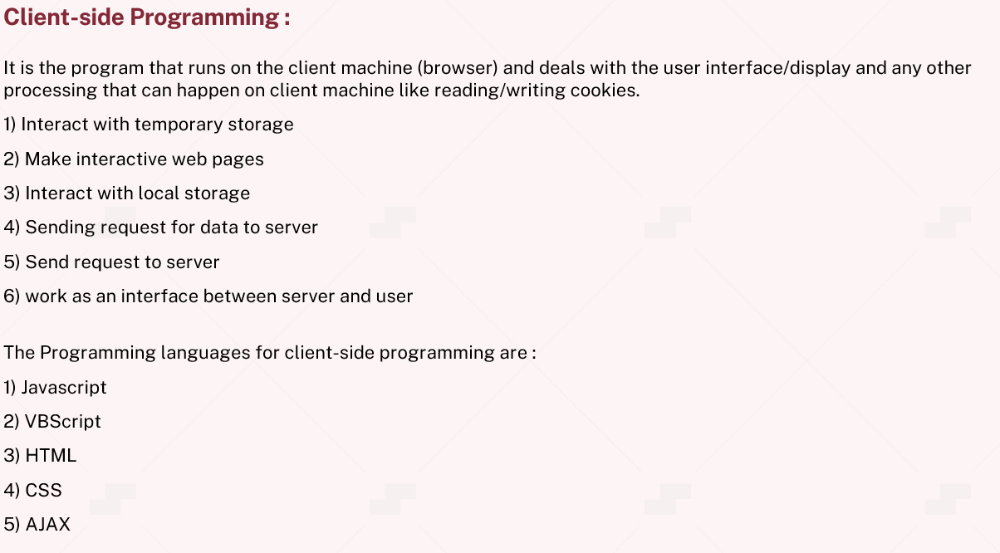 Client-side Programming :
It is the program that runs on the client machine (browser) and deals with the user interface/display and any other
processing that can happen on client machine like reading/writing cookies.
1) Interact with temporary storage
2) Make interactive web pages
3) Interact with local storage
4) Sending request for data to server
5) Send request to server
6) work as an interface between server and user
The Programming languages for client-side programming are :
1) Javascript
2) VBScript
3) HTML
4) CSS
5) AJAX